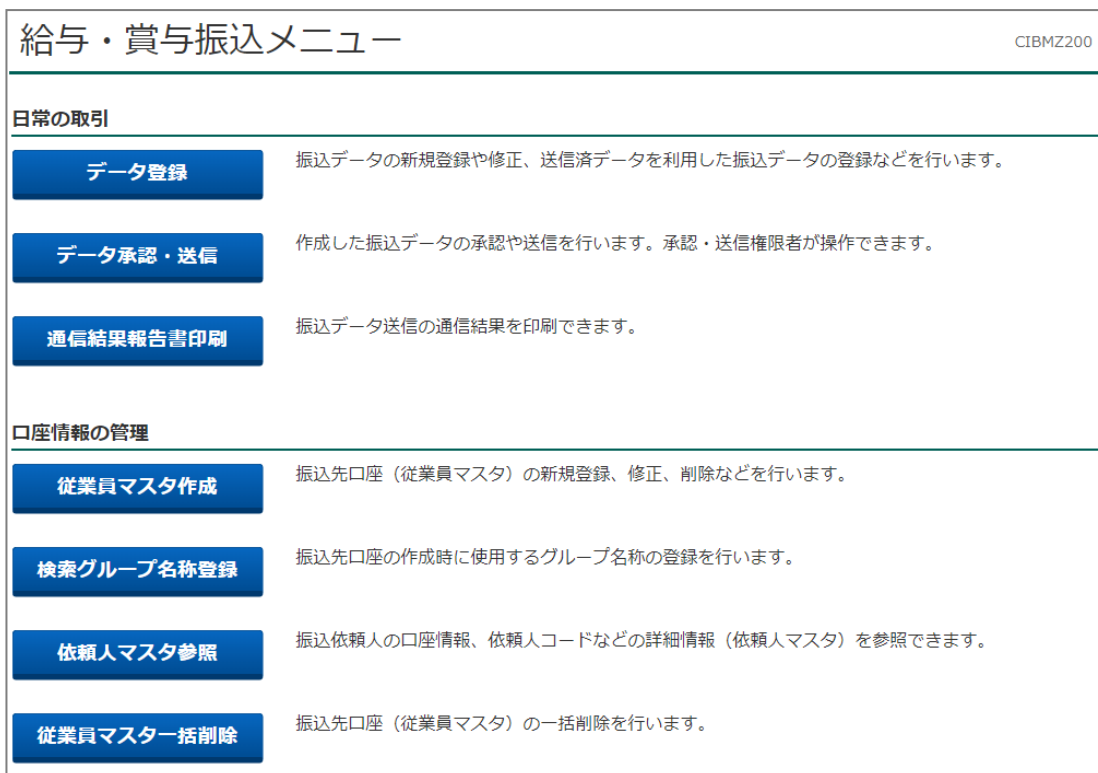 給与・賞与振込メニュー
CIBMZ200
日常の取引
データ登録
振込データの新規登録や修正、送信済データを利用した振込データの登録などを行います。
データ承認・送信
作成した振込データの承認や送信を行います。承認・送信権限者が操作できます。
通信結果報告書印刷
振込データ送信の通信結果を印刷できます。
口座情報の管理
従業員マスタ作成
振込先口座（従業員マスタ）の新規登録、修正、削除などを行います。
検索グループ名称登録
振込先口座の作成時に使用するグループ名称の登録を行います。
依頼人マスタ参照
振込依頼人の口座情報、依頼人コードなどの詳細情報（依頼人マスタ）を参照できます。
従業員マスタ一括削除
振込先口座（従業員マスタ）の一括削除を行います。